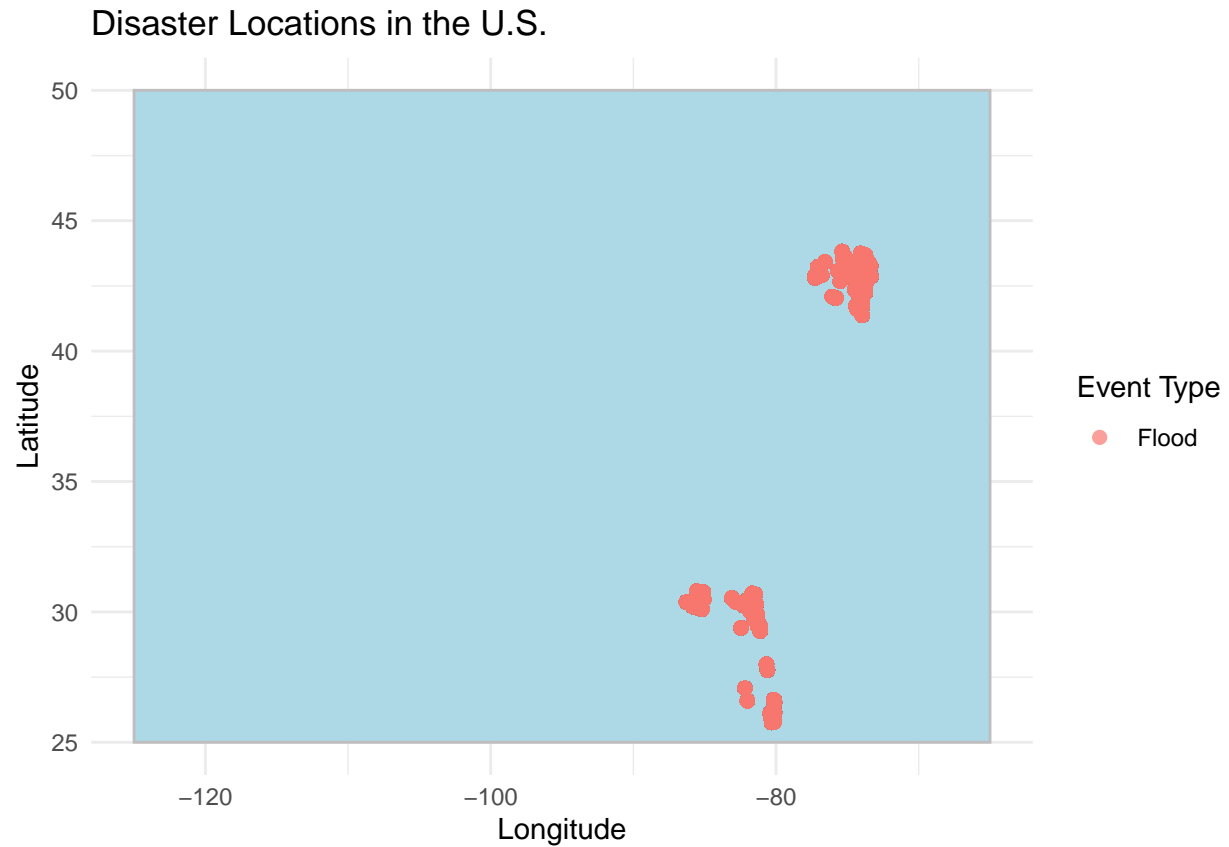 Disaster Locations in the U.S.
50
45
40
35
30
25
Latitude
−120
−100
−80
Longitude
Event Type
Flood